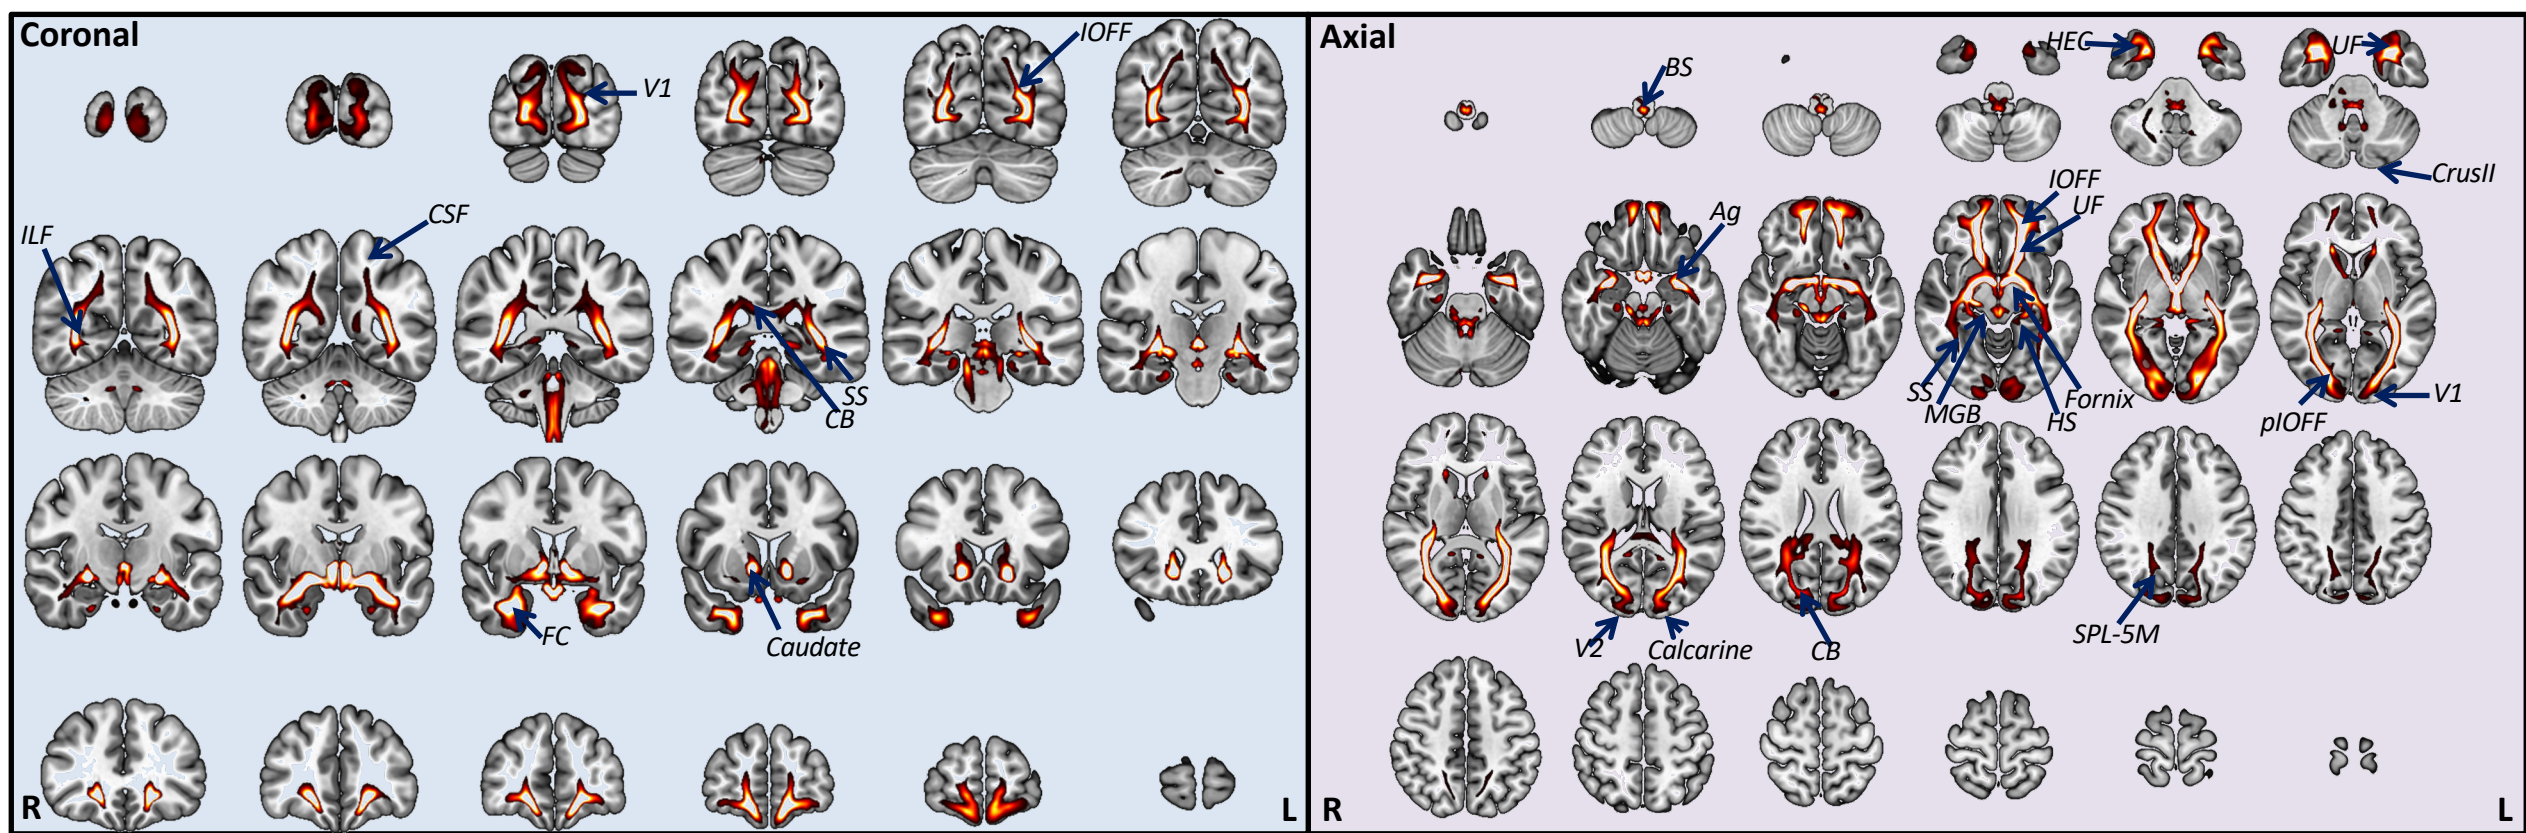 Coronal
IOFF
V1
ILF
CSF
SS
CB
FC
Caudate
R
L
Axial
BS
HEC
UF
CrusII
IOFF
UF
Ag
SS
MGB
Fornix
HS
pIOFF
V1
V2
Calcarine
CB
SPL-5M
R
L